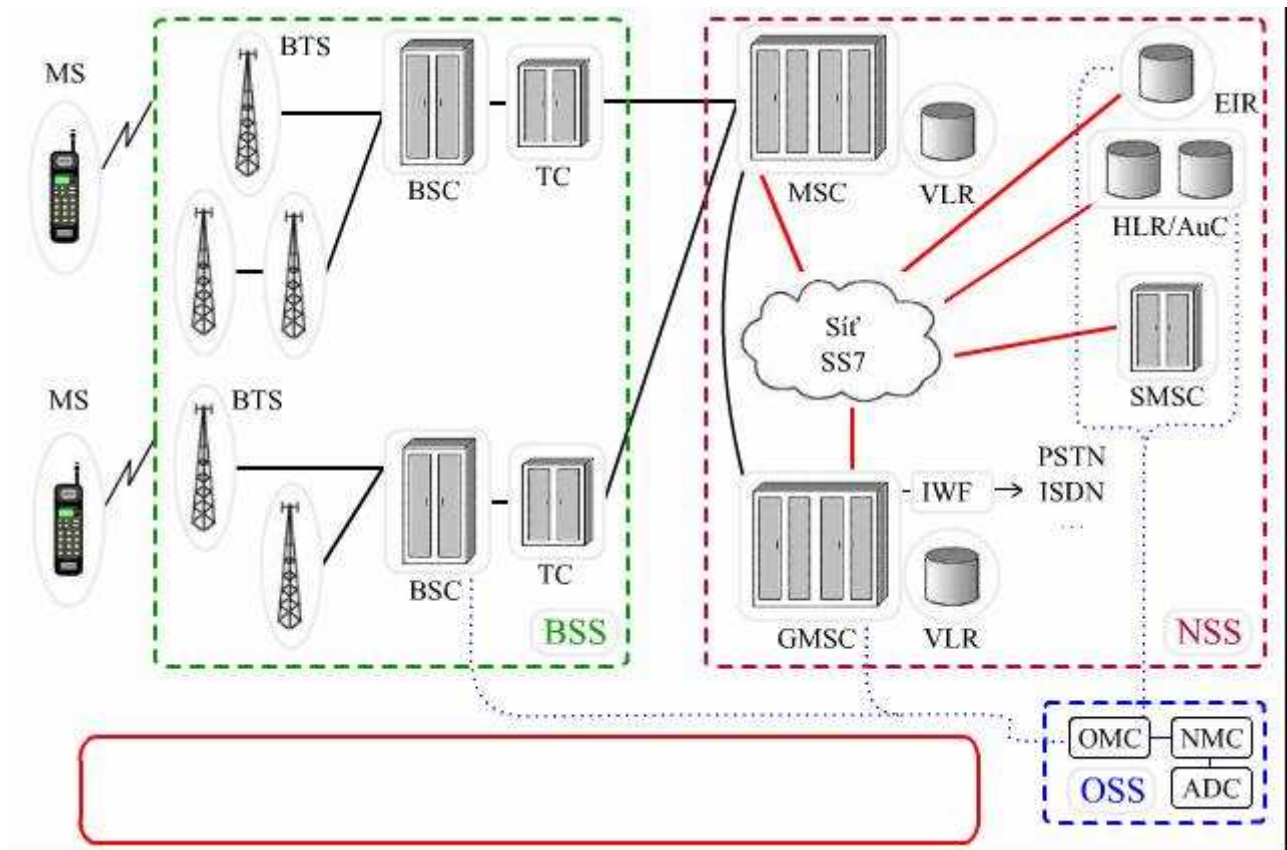 MS
BTS
BSC
TC
MSC
VLR
EIR
HLR/AuC
Síť
SS7
SMSC
MS
BTS
BSC
TC
PSTN
IWF
ISDN
...
GMSC
VLR
BSS
NSS
OMC
NMC
OSS
ADC